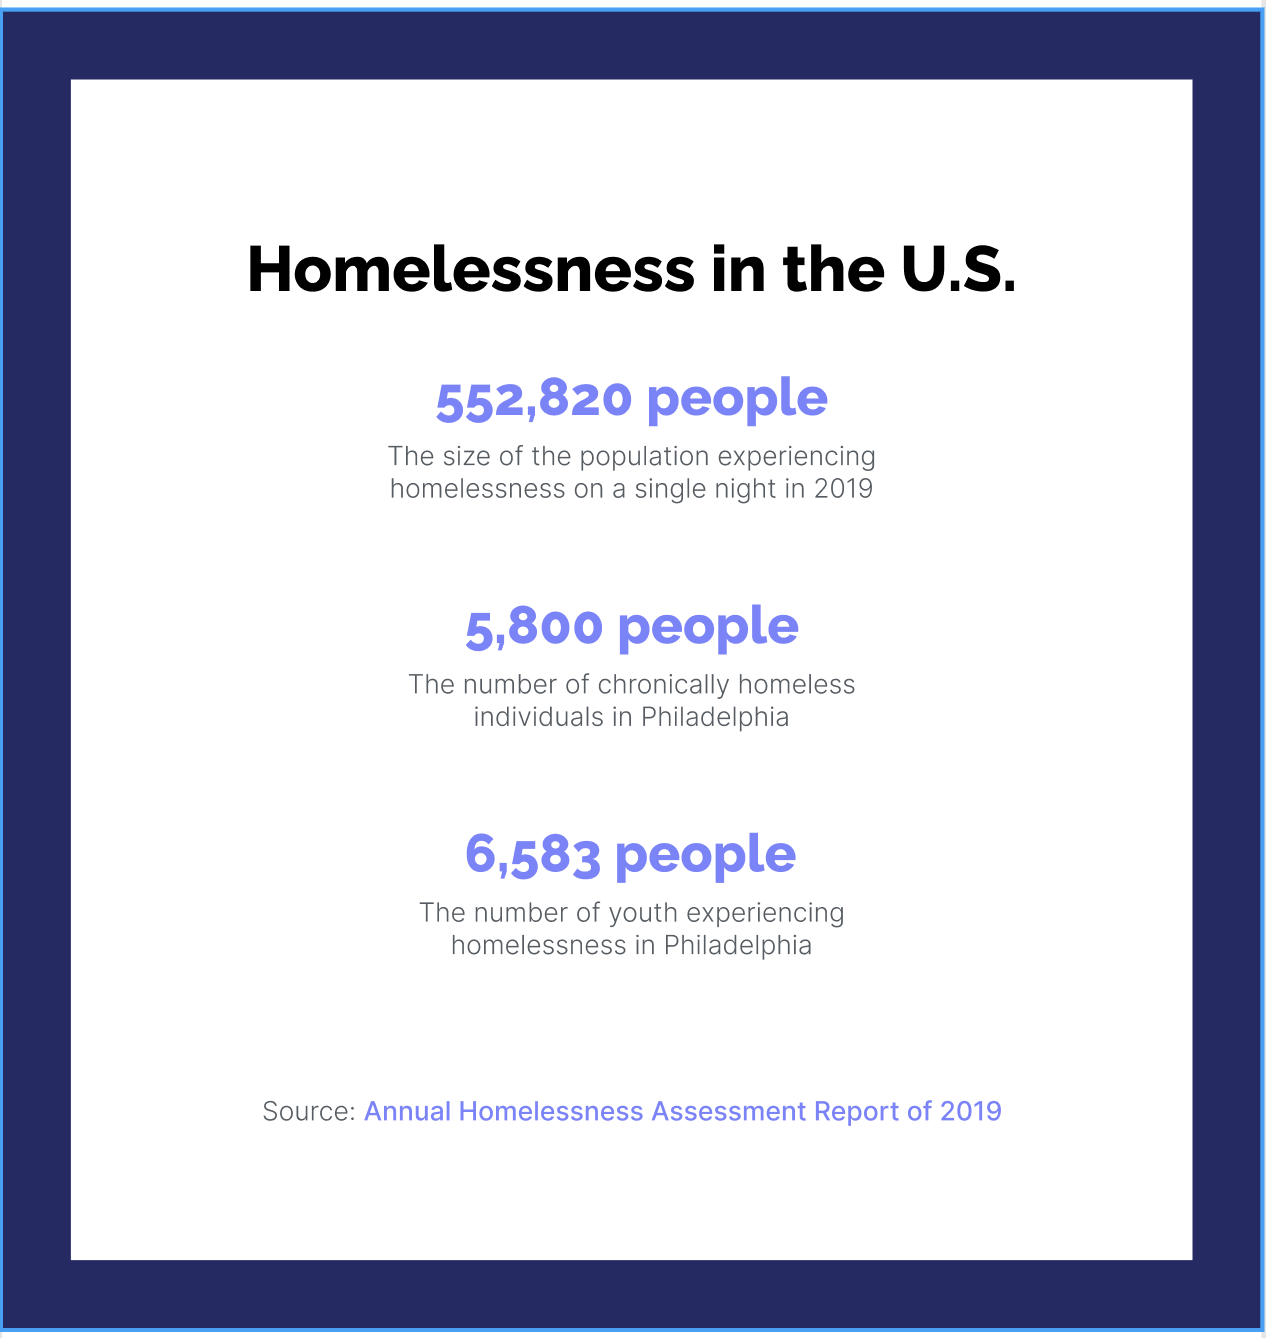 Homelessness in the U.S.
552,820 people
The size of the population experiencing
homelessness on a single night in 2019
5,800 people
The number of chronically homeless
individuals in Philadelphia
6,583 people
The number of youth experiencing
homelessness in Philadelphia
Source: Annual Homelessness Assessment Report of 2019